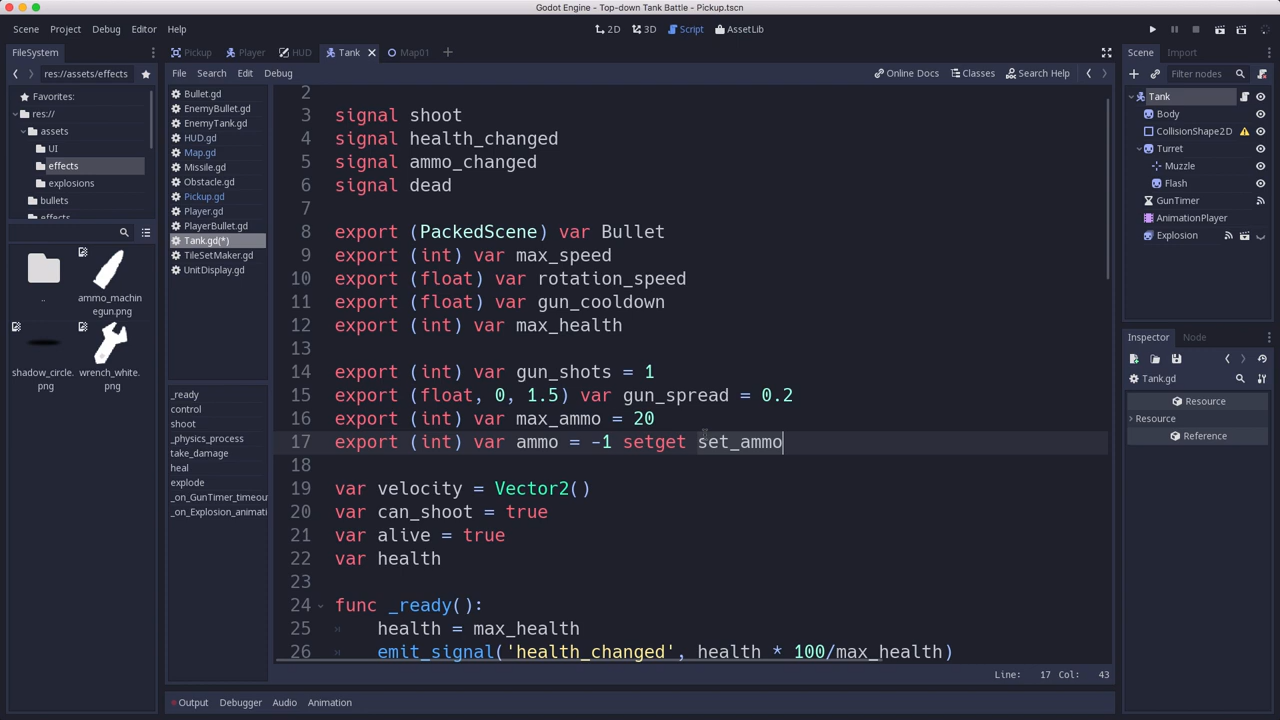 Godot Engine - Top-down Tank Battle - Pickup.tscn
Scene Project Debug Editor Help
2D 3D Script AssetLib
FileSystem
Pickup Player HUD Tank Map01
Scene Import
res://assets/effects
File Search Edit Debug
Online Docs Classes Search Help
Filter nodes
Favorites:
res://
assets
UI
effects
explosions
bullets
effects
..
ammo_machin
egun.png
shadow_circle.
png
wrench_white.
png
Bullet.gd
EnemyBullet.gd
EnemyTank.gd
HUD.gd
Map.gd
Missile.gd
Obstacle.gd
Pickup.gd
Player.gd
PlayerBullet.gd
Tank.gd(*)
TileSetMaker.gd
UnitDisplay.gd
_ready
control
shoot
_physics_process
take_damage
heal
explode
_on_GunTimer_timeou
_on_Explosion_animati
2
3 signal shoot
4 signal health_changed
5 signal ammo_changed
6 signal dead
7
8 export (PackedScene) var Bullet
9 export (int) var max_speed
10 export (float) var rotation_speed
11 export (float) var gun_cooldown
12 export (int) var max_health
13
14 export (int) var gun_shots = 1
15 export (float, 0, 1.5) var gun_spread = 0.2
16 export (int) var max_ammo = 20
17 export (int) var ammo = -1 setget set_ammo
18
19 var velocity = Vector2()
20 var can_shoot = true
21 var alive = true
22 var health
23
24 func _ready():
25 health = max_health
26 emit_signal('health_changed', health * 100/max_health)
Line: 17 Col: 43
Tank
Body
CollisionShape2D
Turret
Muzzle
Flash
GunTimer
AnimationPlayer
Explosion
Inspector Node
Tank.gd
Resource
Resource
Reference
Output Debugger Audio Animation